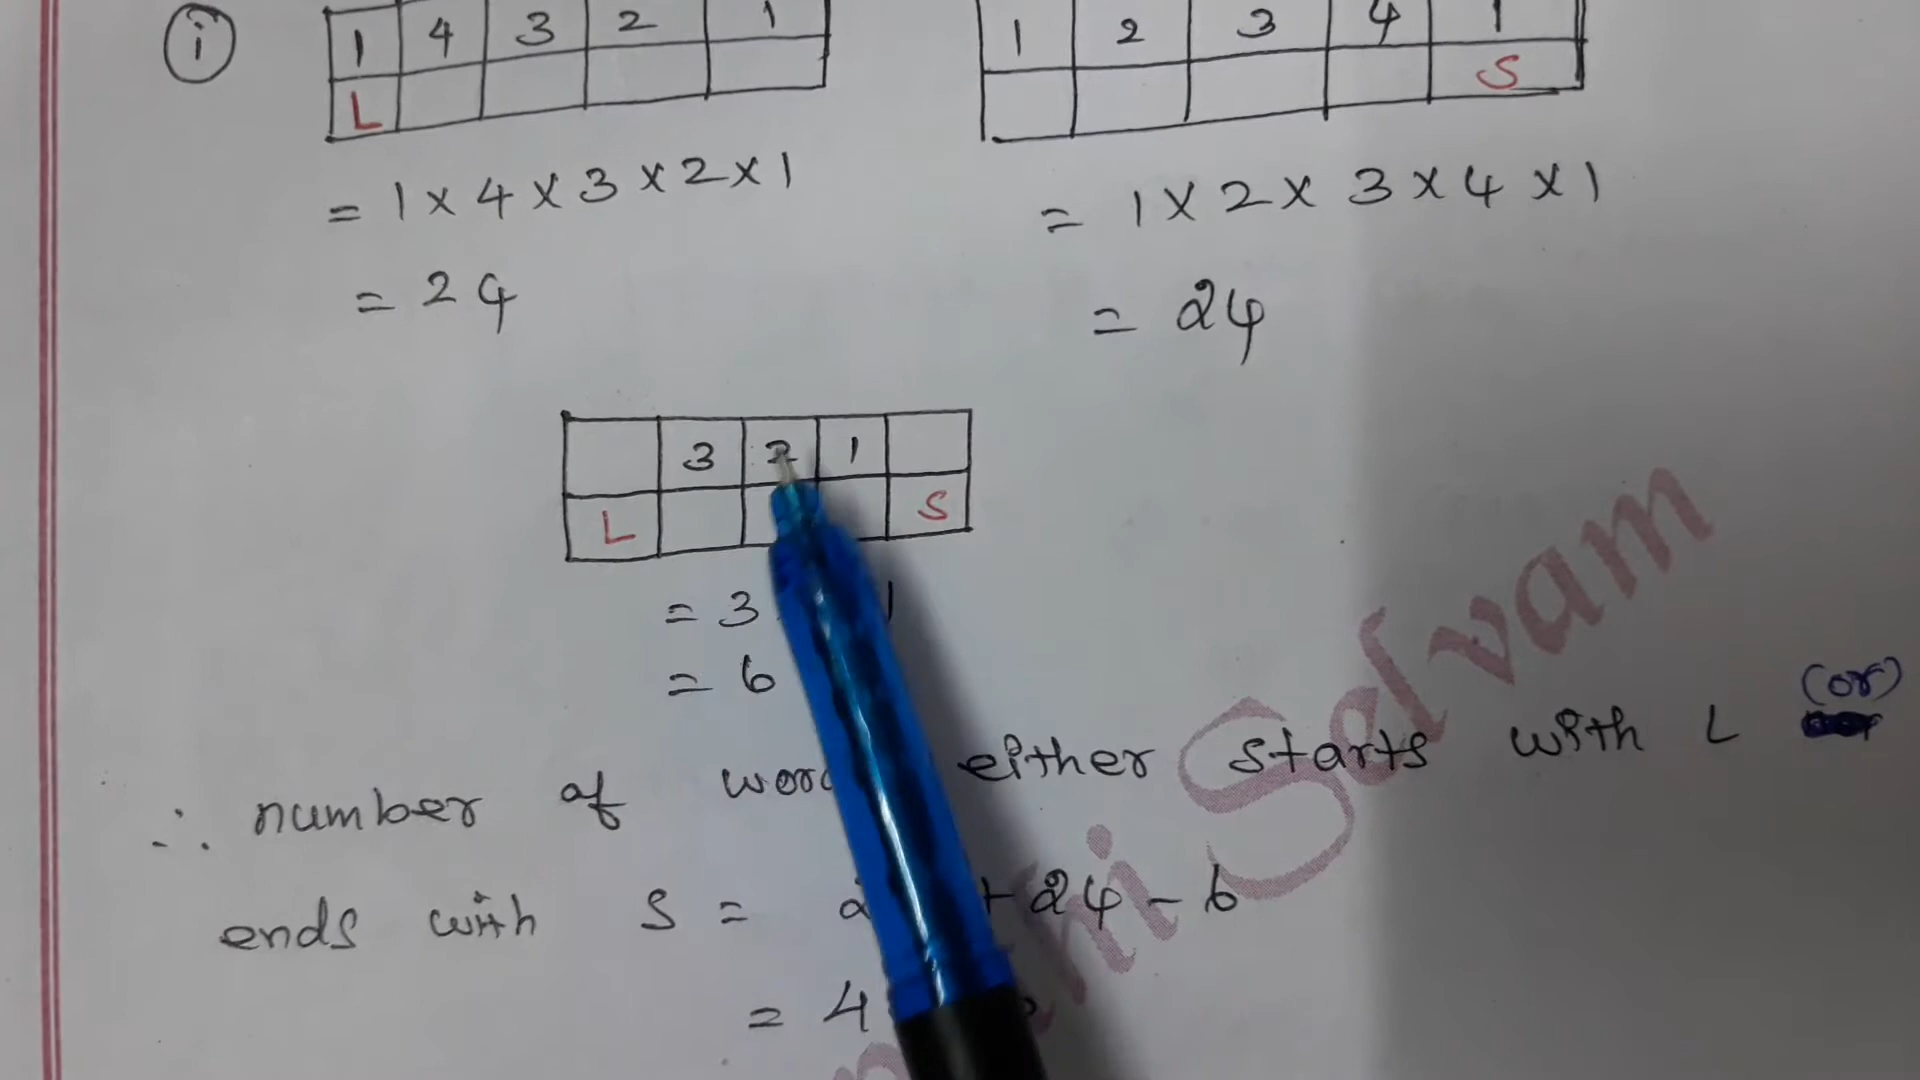 i
1 4 3 2 1
L
1 2 3 4 1
S
= 1 x 4 x 3 x 2 x 1
= 1 x 2 x 3 x 4 x 1
= 24
= 24
3 2 1
L S
= 3 1
= 6
∴ number of either starts with L (or)
ends with S = + 24 - 6
= 4
Selvam